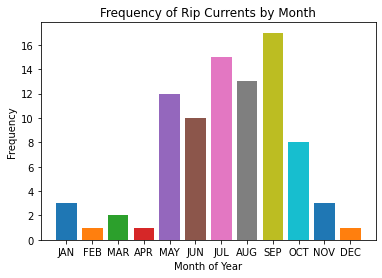 Frequency of Rip Currents by Month
Frequency
16
14
12
10
8
6
4
2
0
JAN FEB MAR APR MAY JUN JUL AUG SEP OCT NOV DEC
Month of Year